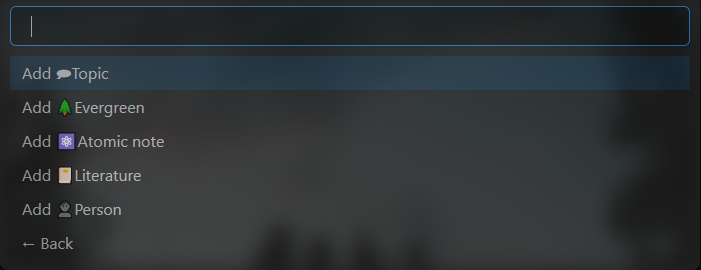 Add 💬Topic
Add 🌲Evergreen
Add ⚛️Atomic note
Add 📔Literature
Add 👤Person
← Back